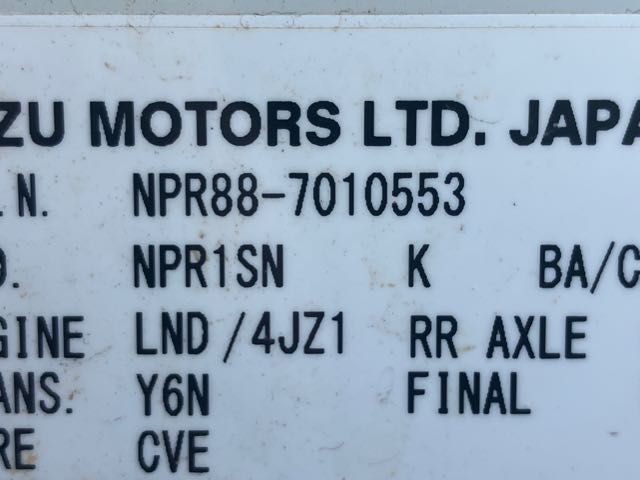 ZU MOTORS LTD. JAPA
.N. NPR88-7010553
. NPR1SN K BA/C
GINE LND/4JZ1 RR AXLE
ANS. Y6N FINAL
RE CVE